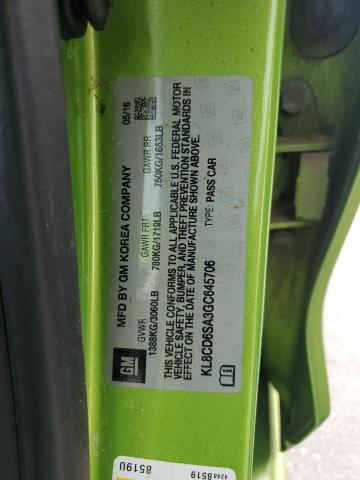 MFD BY GM KOREA COMPANY 05/16
GVWR GAWR FRT GAWR RR
1388KG/3060LB 780KG/1719LB 750KG/1653LB
THIS VEHICLE CONFORMS TO ALL APPLICABLE U.S. FEDERAL MOTOR
VEHICLE SAFETY, BUMPER, AND THEFT PREVENTION STANDARDS IN
EFFECT ON THE DATE OF MANUFACTURE SHOWN ABOVE.
KL8CD6SA3GC645706 TYPE: PASS CAR
GM
42448519
8519U